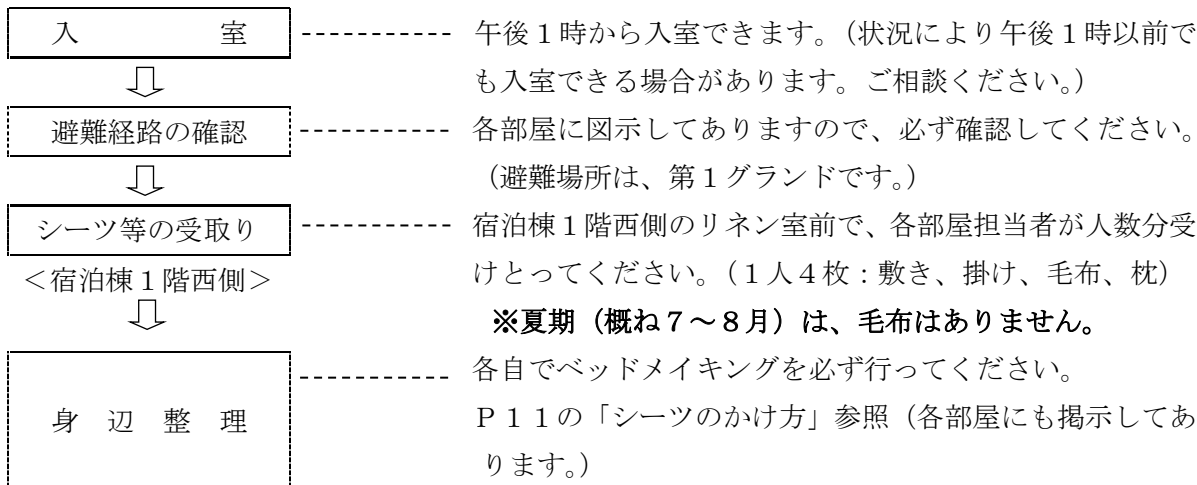 入　　　　　室 ----------- 午後１時から入室できます。（状況により午後１時以前で
も入室できる場合があります。ご相談ください。）
避難経路の確認 ----------- 各部屋に図示してありますので、必ず確認してください。
（避難場所は、第１グランドです。）
シーツ等の受取り ----------- 宿泊棟１階西側のリネン室前で、各部屋担当者が人数分受
＜宿泊棟１階西側＞ けとってください。（１人４枚：敷き、掛け、毛布、枕）
※夏期（概ね７～８月）は、毛布はありません。
----------- 各自でベッドメイキングを必ず行ってください。
身　辺　整　理 Ｐ１１の「シーツのかけ方」参照（各部屋にも掲示してあ
ります。）